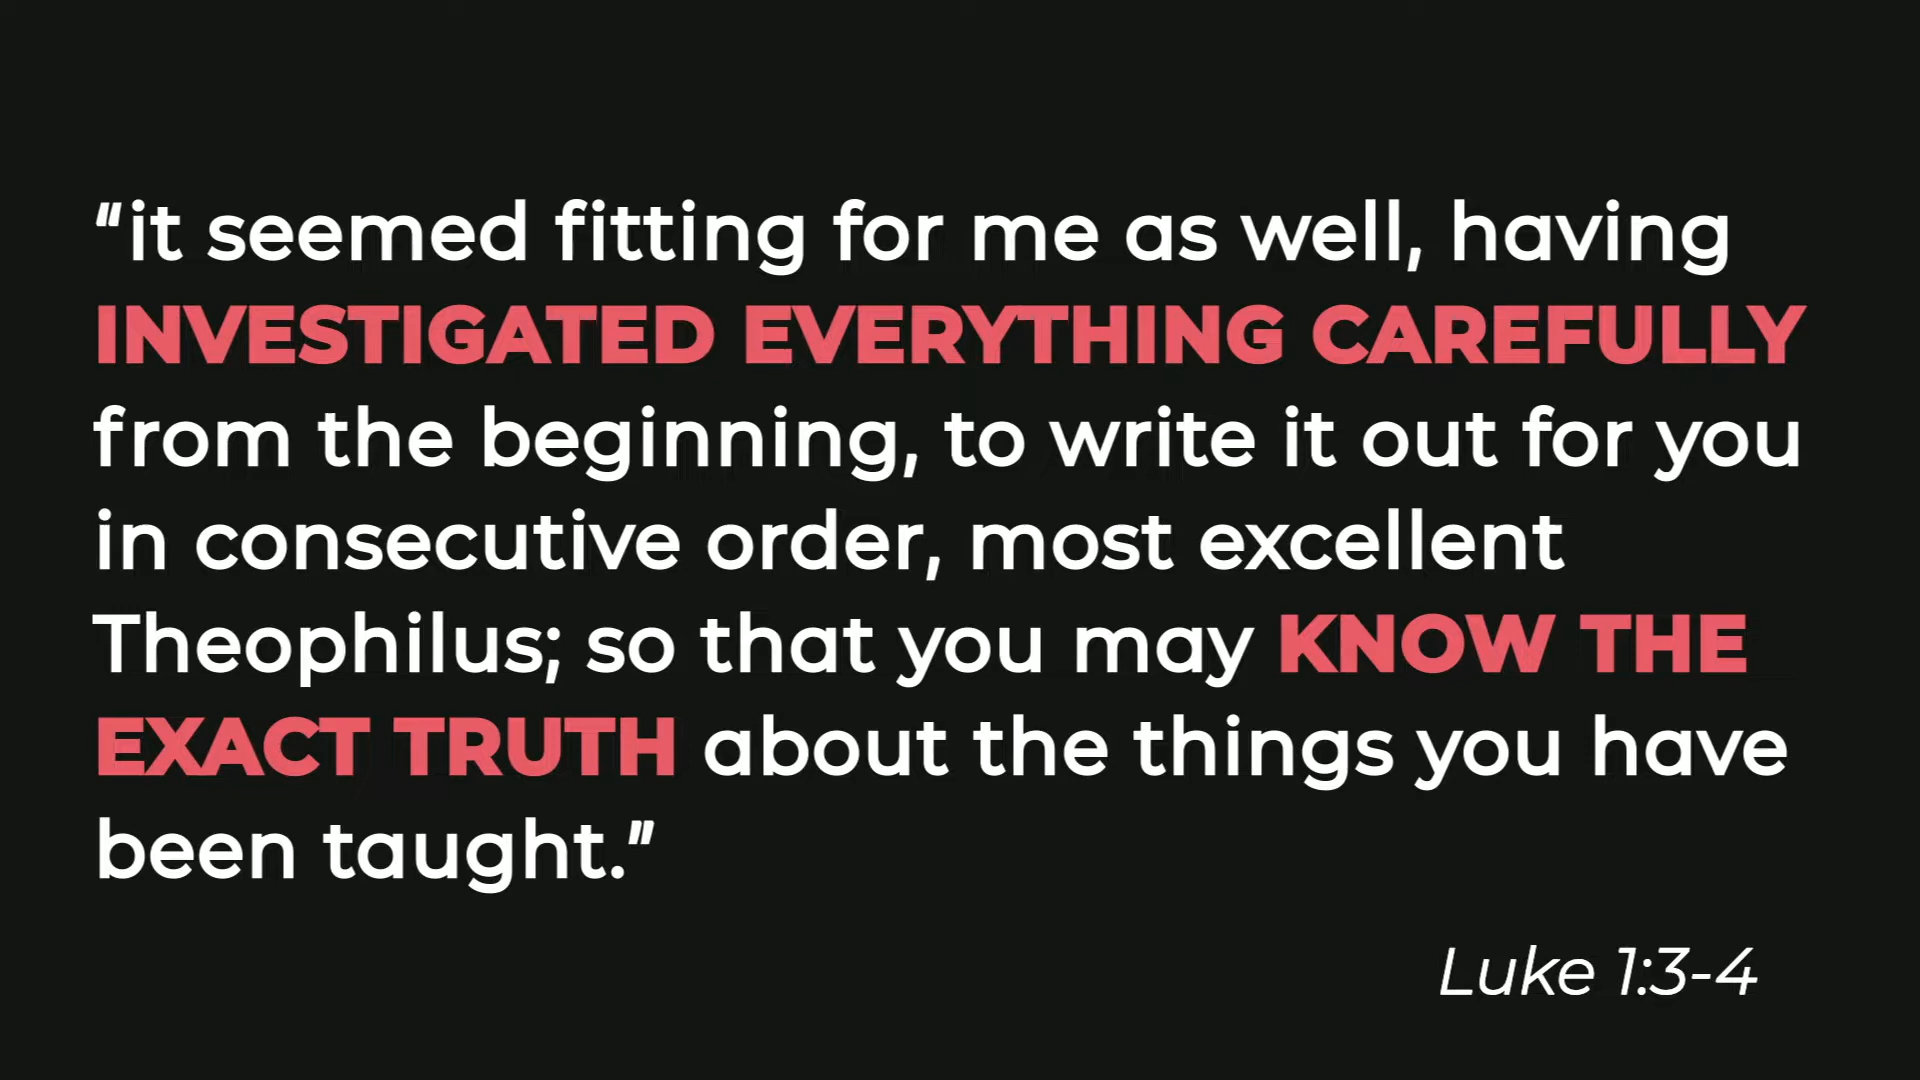 “it seemed fitting for me as well, having
INVESTIGATED EVERYTHING CAREFULLY
from the beginning, to write it out for you
in consecutive order, most excellent
Theophilus; so that you may KNOW THE
EXACT TRUTH about the things you have
been taught.”
Luke 1:3-4